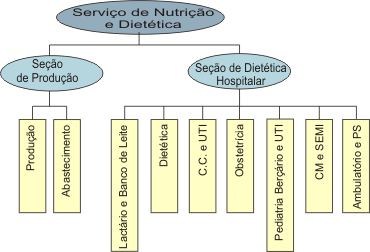 Serviço de Nutrição
e Dietética
Seção
de Produção
Seção de Dietética
Hospitalar
Produção
Abastecimento
Lactário e Banco de Leite
Dietética
C.C. e UTI
Obstetrícia
Pediatria Berçário e UTI
CM e SEMI
Ambulatório e PS